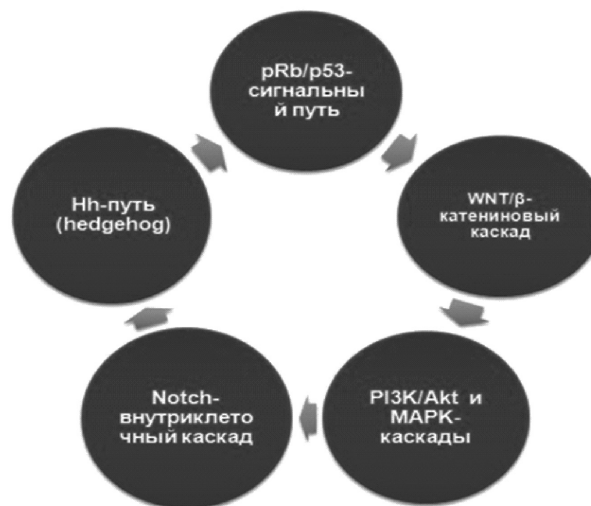 pRb/p53-
сигнальны
й путь
WNT/β-
катениновый
каскад
PI3K/Akt и
MAPK-
каскады
Notch-
внутриклето
чный каскад
Hh-путь
(hedgehog)